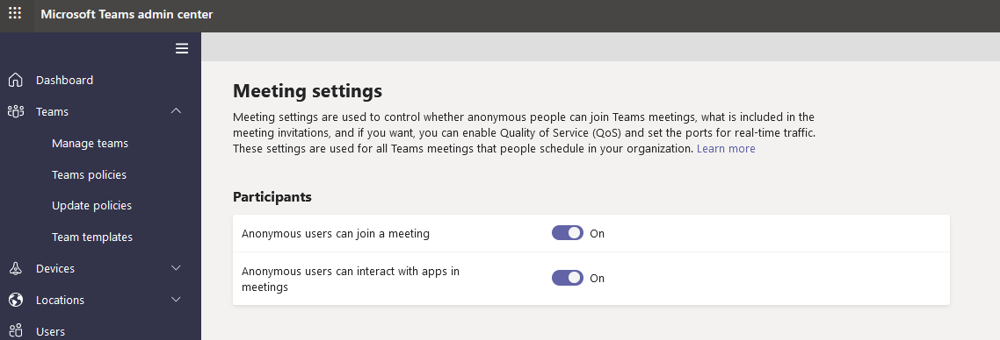 Microsoft Teams admin center
Dashboard
Teams
Manage teams
Teams policies
Update policies
Team templates
Devices
Locations
Users
Meeting settings
Meeting settings are used to control whether anonymous people can join Teams meetings, what is included in the
meeting invitations, and if you want, you can enable Quality of Service (QoS) and set the ports for real-time traffic.
These settings are used for all Teams meetings that people schedule in your organization. Learn more
Participants
Anonymous users can join a meeting On
Anonymous users can interact with apps in
meetings On